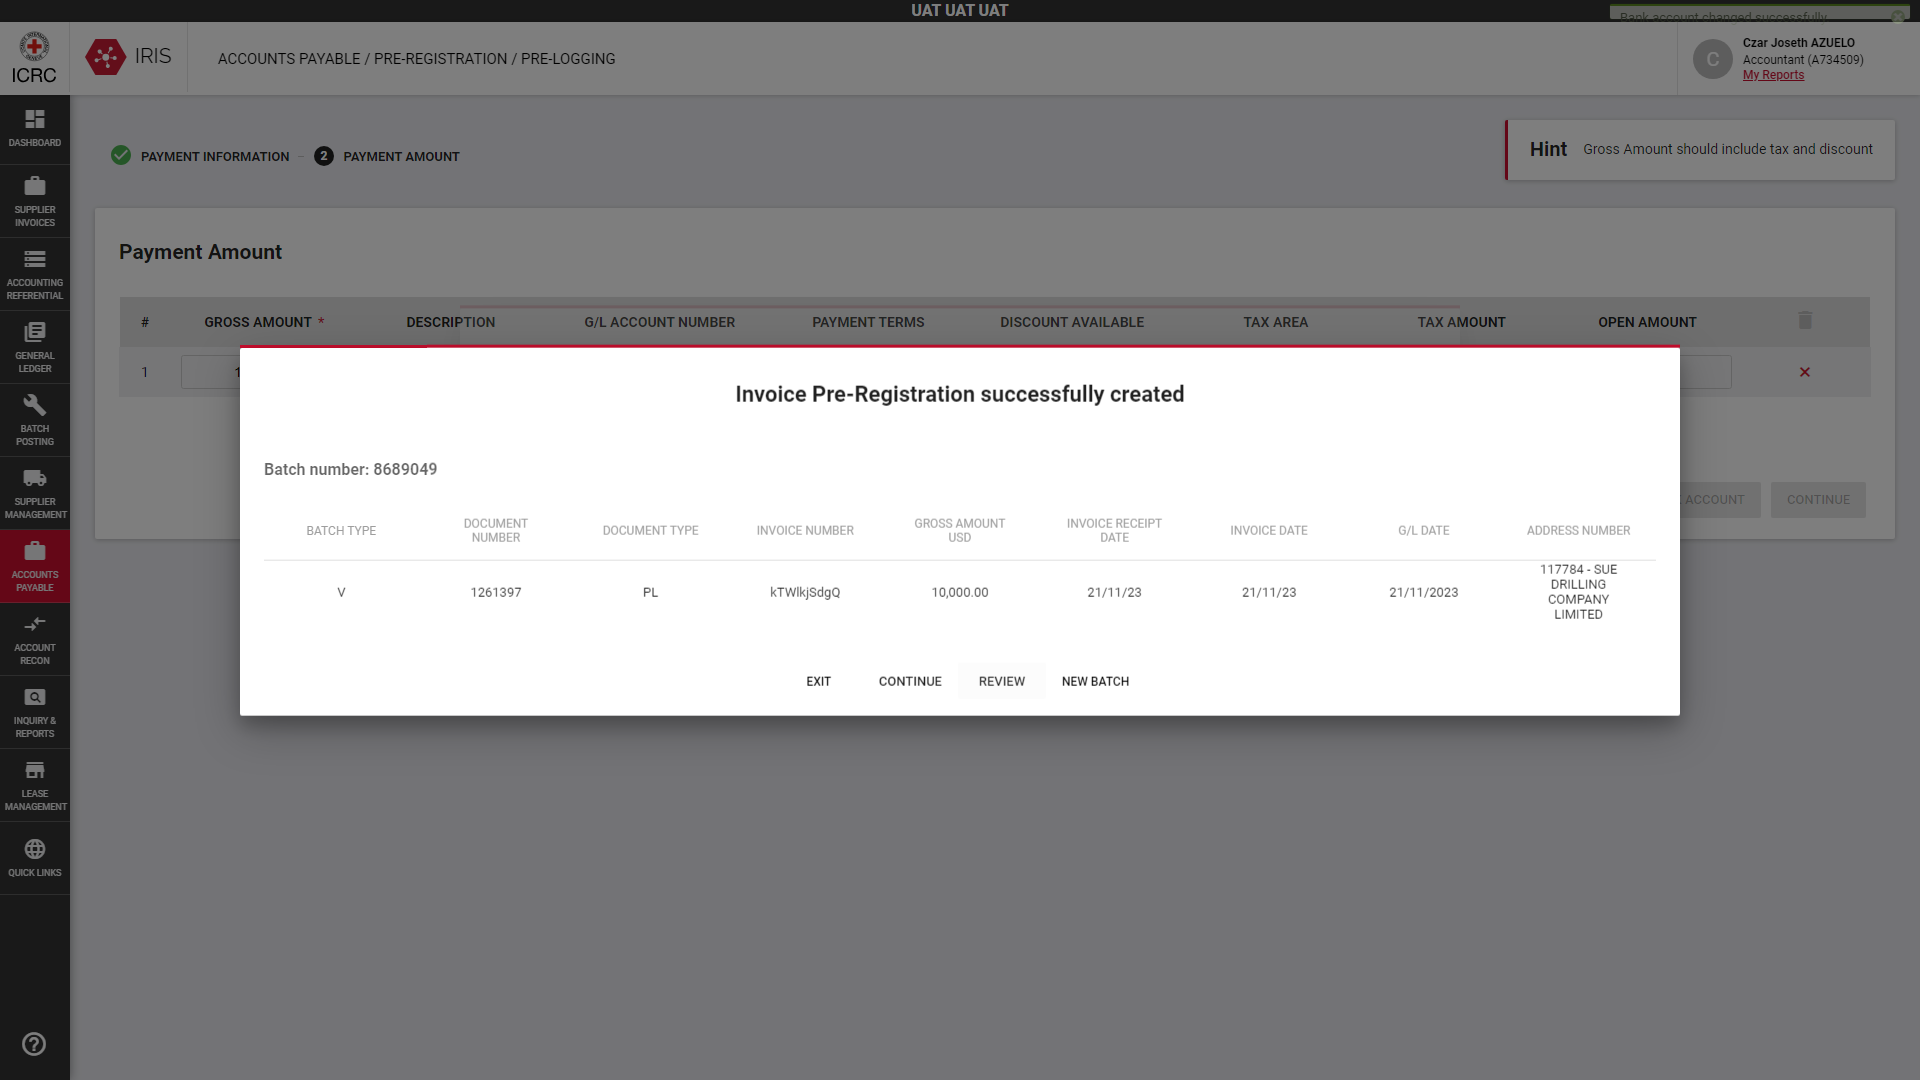 UAT UAT UAT
Bank account changed successfully
ICRC
IRIS
ACCOUNTS PAYABLE / PRE-REGISTRATION / PRE-LOGGING
C
Czar Joseth AZUELO
Accountant (A734509)
My Reports
DASHBOARD
SUPPLIER
INVOICES
ACCOUNTING
REFERENTIAL
GENERAL
LEDGER
BATCH
POSTING
SUPPLIER
MANAGEMENT
ACCOUNTS
PAYABLE
ACCOUNT
RECON
INQUIRY &
REPORTS
LEASE
MANAGEMENT
QUICK LINKS
PAYMENT INFORMATION
2 PAYMENT AMOUNT
Hint Gross Amount should include tax and discount
Payment Amount
# GROSS AMOUNT * DESCRIPTION G/L ACCOUNT NUMBER PAYMENT TERMS DISCOUNT AVAILABLE TAX AREA TAX AMOUNT OPEN AMOUNT
1 1
ACCOUNT CONTINUE
Invoice Pre-Registration successfully created
Batch number: 8689049
BATCH TYPE DOCUMENT NUMBER DOCUMENT TYPE INVOICE NUMBER GROSS AMOUNT USD INVOICE RECEIPT DATE INVOICE DATE G/L DATE ADDRESS NUMBER
V 1261397 PL kTWlkjSdgQ 10,000.00 21/11/23 21/11/23 21/11/2023 117784 - SUE
DRILLING
COMPANY
LIMITED
EXIT CONTINUE REVIEW NEW BATCH